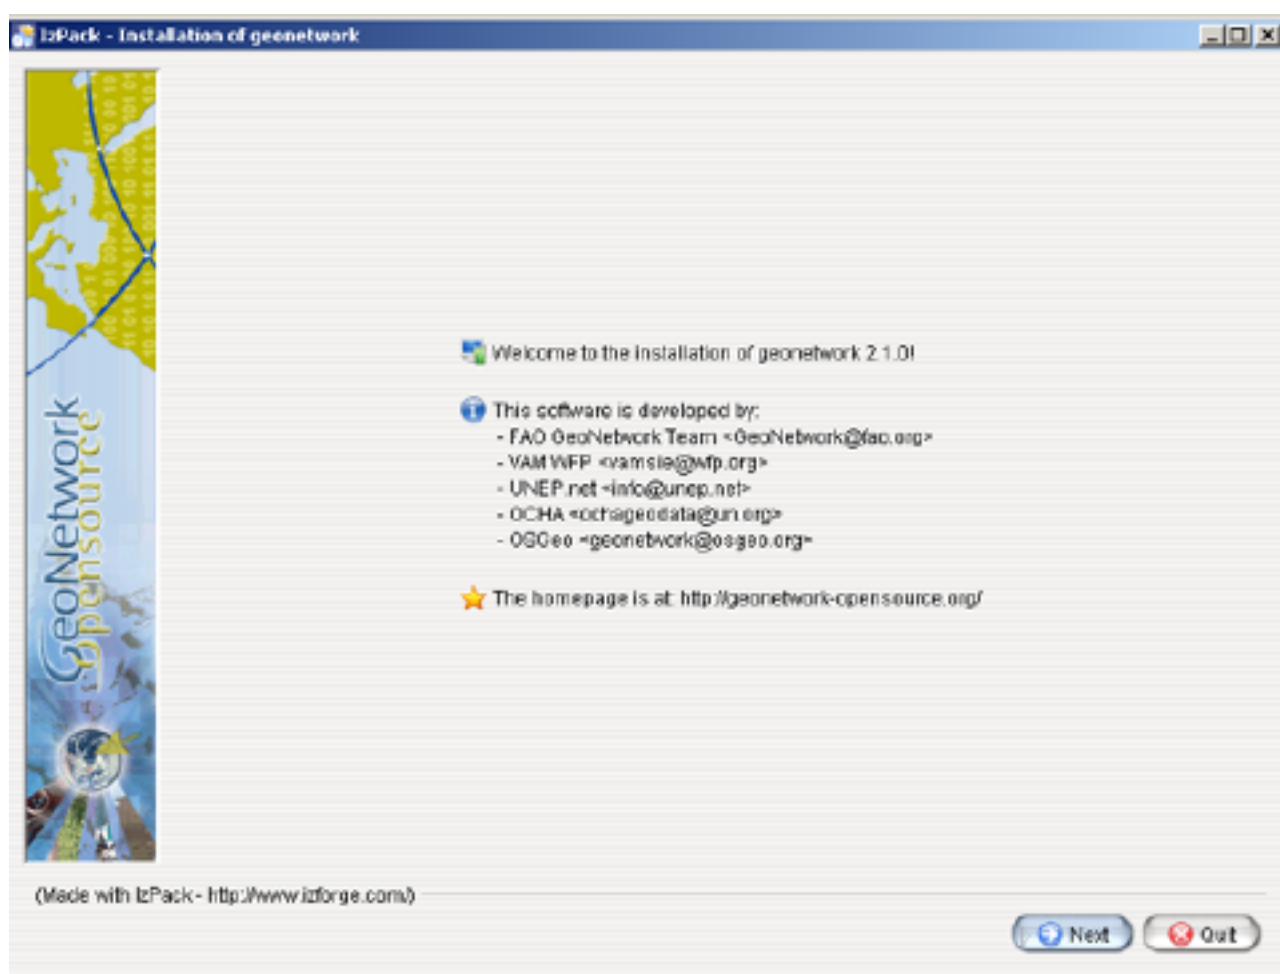 IzPack - Installation of geonetwork
GeoNetwork
opensource
Welcome to the installation of geonetwork 2.1.0!
This software is developed by:
- FAO GeoNetwork Team <GeoNetwork@fao.org>
- VAM WFP <vamsie@wfp.org>
- UNEP.net <info@unep.net>
- OCHA <ochageodata@un.org>
- OSGeo <geonetwork@osgeo.org>
The homepage is at: http://geonetwork-opensource.org/
(Made with IzPack - http://www.izforge.com/)
Next
Quit